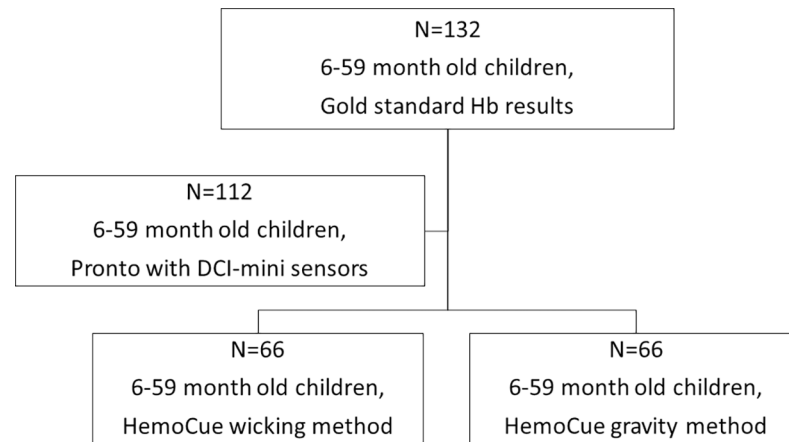 N=132
6-59 month old children,
Gold standard Hb results
N=112
6-59 month old children,
Pronto with DCI-mini sensors
N=66
6-59 month old children,
HemoCue wicking method
N=66
6-59 month old children,
HemoCue gravity method